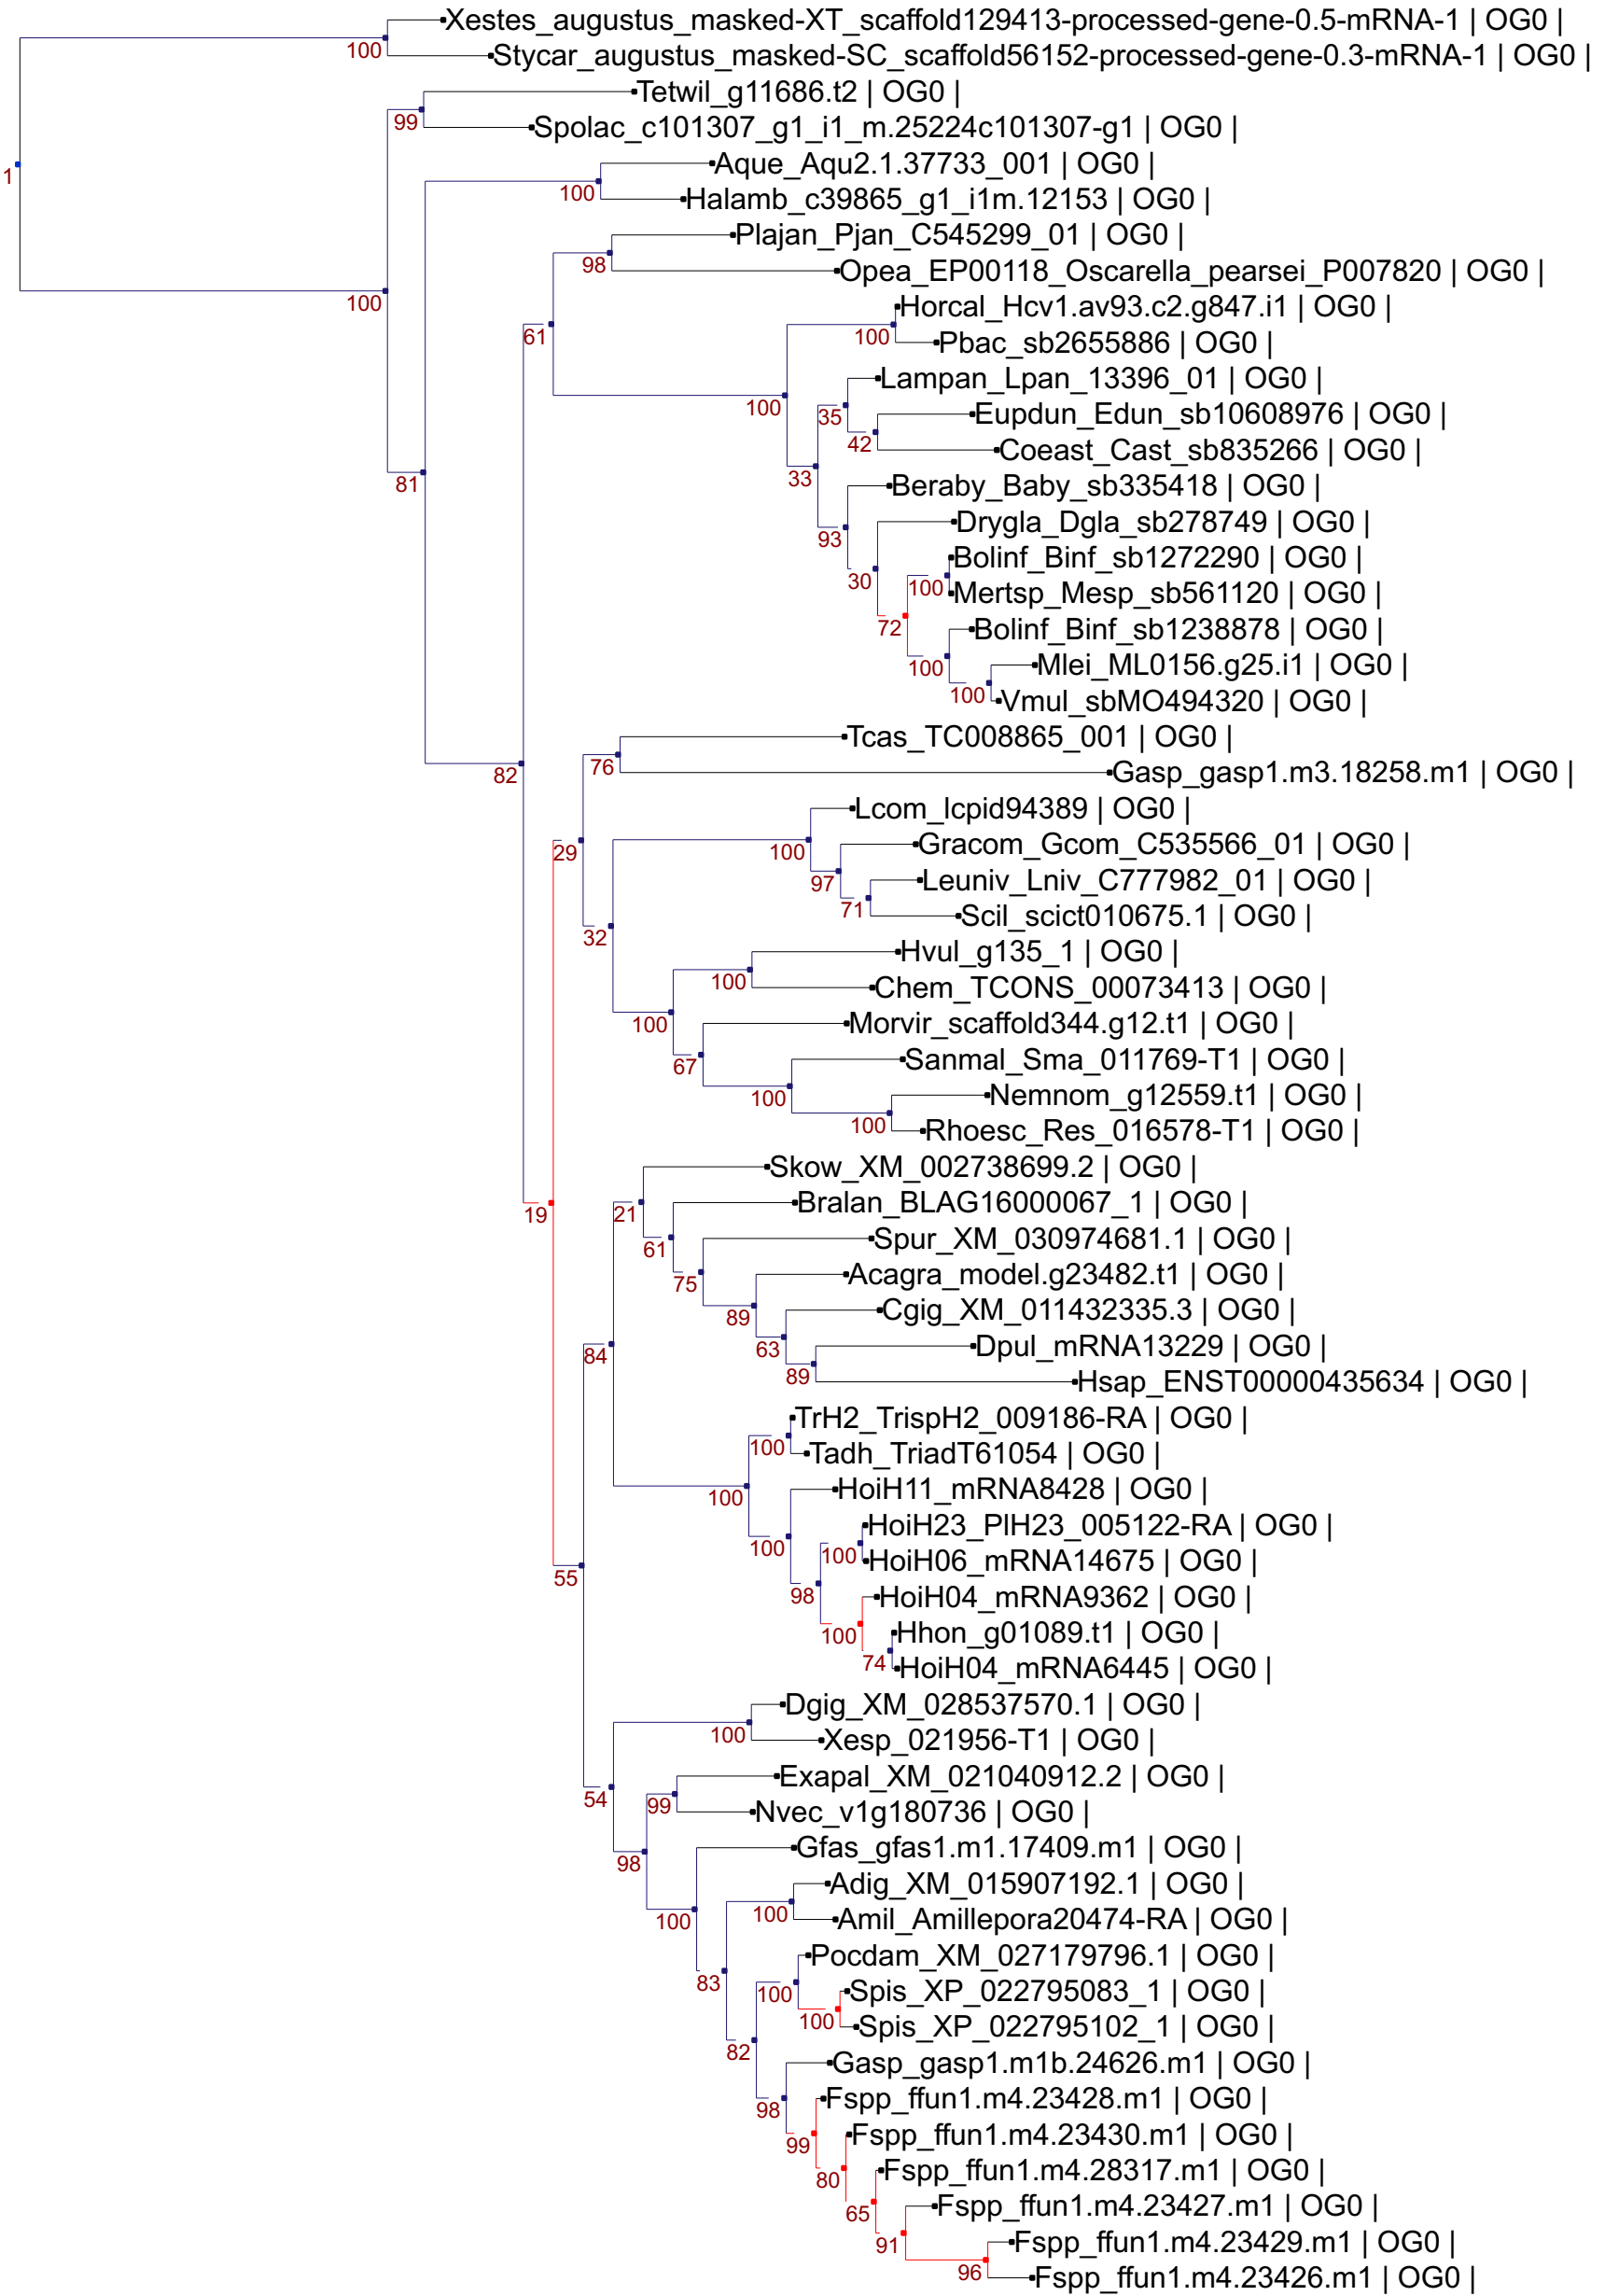 Xestes_augustus_masked-XT_scaffold129413-processed-gene-0.5-mRNA-1 | OG0 |
100
Stycar_augustus_masked-SC_scaffold56152-processed-gene-0.3-mRNA-1 | OG0 |
Tetwil_g11686.t2 | OG0 |
99
Spolac_c101307_g1_i1_m.25224c101307-g1 | OG0 |
Aque_Aqu2.1.37733_001 | OG0 |
1
100
Halamb_c39865_g1_i1m.12153 | OG0 |
Plajan_Pjan_C545299_01 | OG0 |
98
Opea_EP00118_Oscarella_pearsei_P007820 | OG0 |
100
Horcal_Hcv1.av93.c2.g847.i1 | OG0 |
61
100
Pbac_sb2655886 | OG0 |
Lampan_Lpan_13396_01 | OG0 |
100
35
Eupdun_Edun_sb10608976 | OG0 |
42
Coeast_Cast_sb835266 | OG0 |
33
81
Beraby_Baby_sb335418 | OG0 |
Drygla_Dgla_sb278749 | OG0 |
93
Bolinf_Binf_sb1272290 | OG0 |
30
100
Mertsp_Mesp_sb561120 | OG0 |
72
Bolinf_Binf_sb1238878 | OG0 |
100
Mlei_ML0156.g25.i1 | OG0 |
100
Vmul_sbMO494320 | OG0 |
Tcas_TC008865_001 | OG0 |
82
76
Gasp_gasp1.m3.18258.m1 | OG0 |
Lcom_lcpid94389 | OG0 |
29
100
Gracom_Gcom_C535566_01 | OG0 |
97
Leuniv_Lniv_C777982_01 | OG0 |
71
Scil_scict010675.1 | OG0 |
32
Hvul_g135_1 | OG0 |
100
Chem_TCONS_00073413 | OG0 |
100
Morvir_scaffold344.g12.t1 | OG0 |
67
Sanmal_Sma_011769-T1 | OG0 |
100
Nemnom_g12559.t1 | OG0 |
100
Rhoesc_Res_016578-T1 | OG0 |
Skow_XM_002738699.2 | OG0 |
19
21
Bralan_BLAG16000067_1 | OG0 |
61
Spur_XM_030974681.1 | OG0 |
75
Acagra_model.g23482.t1 | OG0 |
89
Cgig_XM_011432335.3 | OG0 |
63
84
Dpul_mRNA13229 | OG0 |
89
Hsap_ENST00000435634 | OG0 |
TrH2_TrispH2_009186-RA | OG0 |
100
Tadh_TriadT61054 | OG0 |
100
HoiH11_mRNA8428 | OG0 |
HoiH23_PlH23_005122-RA | OG0 |
100
100
HoiH06_mRNA14675 | OG0 |
55
98
HoiH04_mRNA9362 | OG0 |
100
Hhon_g01089.t1 | OG0 |
74
HoiH04_mRNA6445 | OG0 |
Dgig_XM_028537570.1 | OG0 |
100
Xesp_021956-T1 | OG0 |
Exapal_XM_021040912.2 | OG0 |
54
99
Nvec_v1g180736 | OG0 |
Gfas_gfas1.m1.17409.m1 | OG0 |
98
Adig_XM_015907192.1 | OG0 |
100
100
Amil_Amillepora20474-RA | OG0 |
Pocdam_XM_027179796.1 | OG0 |
83
100
Spis_XP_022795083_1 | OG0 |
100
Spis_XP_022795102_1 | OG0 |
82
Gasp_gasp1.m1b.24626.m1 | OG0 |
98
Fspp_ffun1.m4.23428.m1 | OG0 |
99
Fspp_ffun1.m4.23430.m1 | OG0 |
80
Fspp_ffun1.m4.28317.m1 | OG0 |
65
Fspp_ffun1.m4.23427.m1 | OG0 |
91
Fspp_ffun1.m4.23429.m1 | OG0 |
96
Fspp_ffun1.m4.23426.m1 | OG0 |